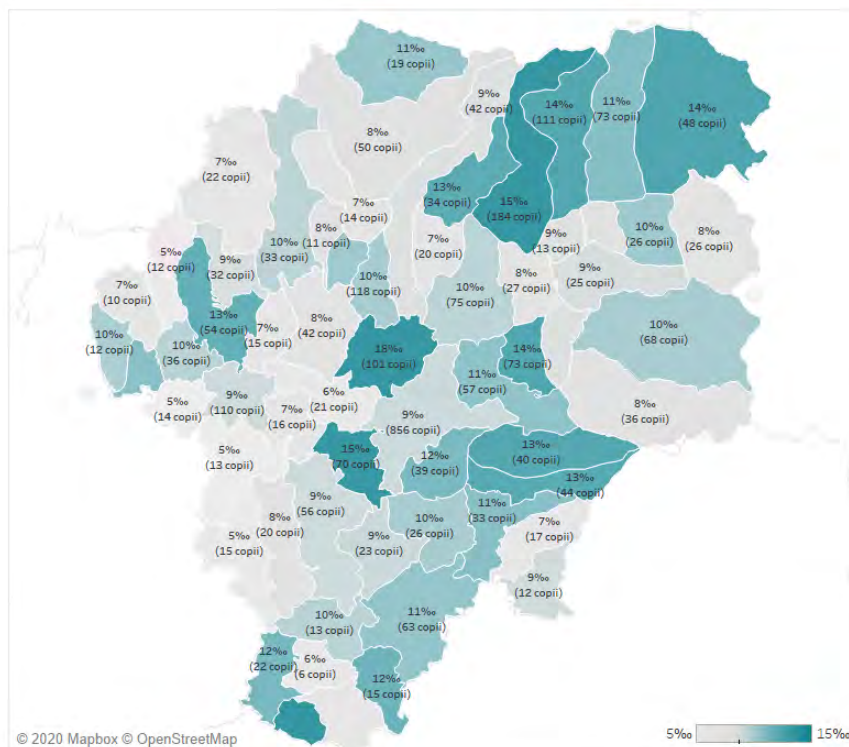 11‰
(19 copii)
9‰
(42 copii)
14‰
(111 copii)
11‰
(73 copii)
14‰
(48 copii)
8‰
(50 copii)
7‰
(22 copii)
13‰
(34 copii)
15‰
(184 copii)
7‰
(14 copii)
8‰
(11 copii)
10‰
(33 copii)
7‰
(20 copii)
9‰
(13 copii)
10‰
(26 copii)
8‰
(26 copii)
5‰
(12 copii)
9‰
(32 copii)
10‰
(118 copii)
10‰
(75 copii)
8‰
(27 copii)
9‰
(25 copii)
7‰
(10 copii)
13‰
(54 copii)
7‰
(15 copii)
8‰
(42 copii)
10‰
(68 copii)
10‰
(12 copii)
10‰
(36 copii)
18‰
(101 copii)
14‰
(73 copii)
11‰
(57 copii)
5‰
(14 copii)
9‰
(110 copii)
7‰
(16 copii)
6‰
(21 copii)
9‰
(856 copii)
8‰
(36 copii)
5‰
(13 copii)
15‰
(70 copii)
12‰
(39 copii)
13‰
(40 copii)
13‰
(44 copii)
9‰
(56 copii)
8‰
(20 copii)
5‰
(15 copii)
9‰
(23 copii)
10‰
(26 copii)
11‰
(33 copii)
7‰
(17 copii)
9‰
(12 copii)
10‰
(13 copii)
11‰
(63 copii)
12‰
(22 copii)
6‰
(6 copii)
12‰
(15 copii)
© 2020 Mapbox © OpenStreetMap
5‰ 15‰